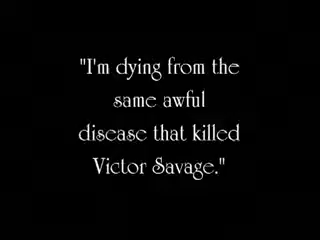 "I'm dying from the
same awful
disease that killed
Victor Savage."